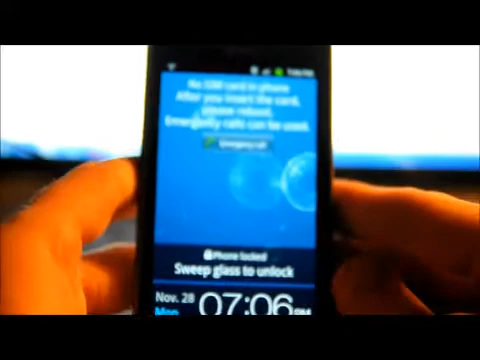 No SIM card in phone
After you insert the card,
please reboot.
Emergency calls can be used.
Emergency call
Phone locked
Sweep glass to unlock
Nov. 28
Mon
07:06 PM